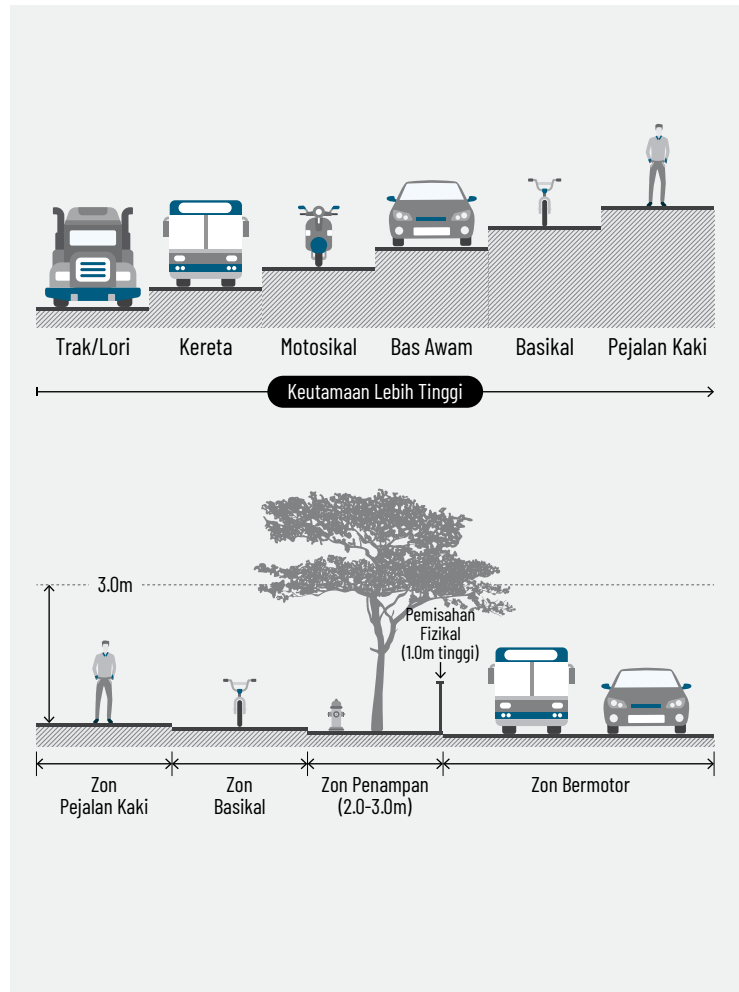 Trak/Lori
Kereta
Motosikal
Bas Awam
Basikal
Pejalan Kaki
Keutamaan Lebih Tinggi
3.0m
Pemisahan
Fizikal
(1.0m tinggi)
Zon
Pejalan Kaki
Zon
Basikal
Zon Penampan
(2.0-3.0m)
Zon Bermotor